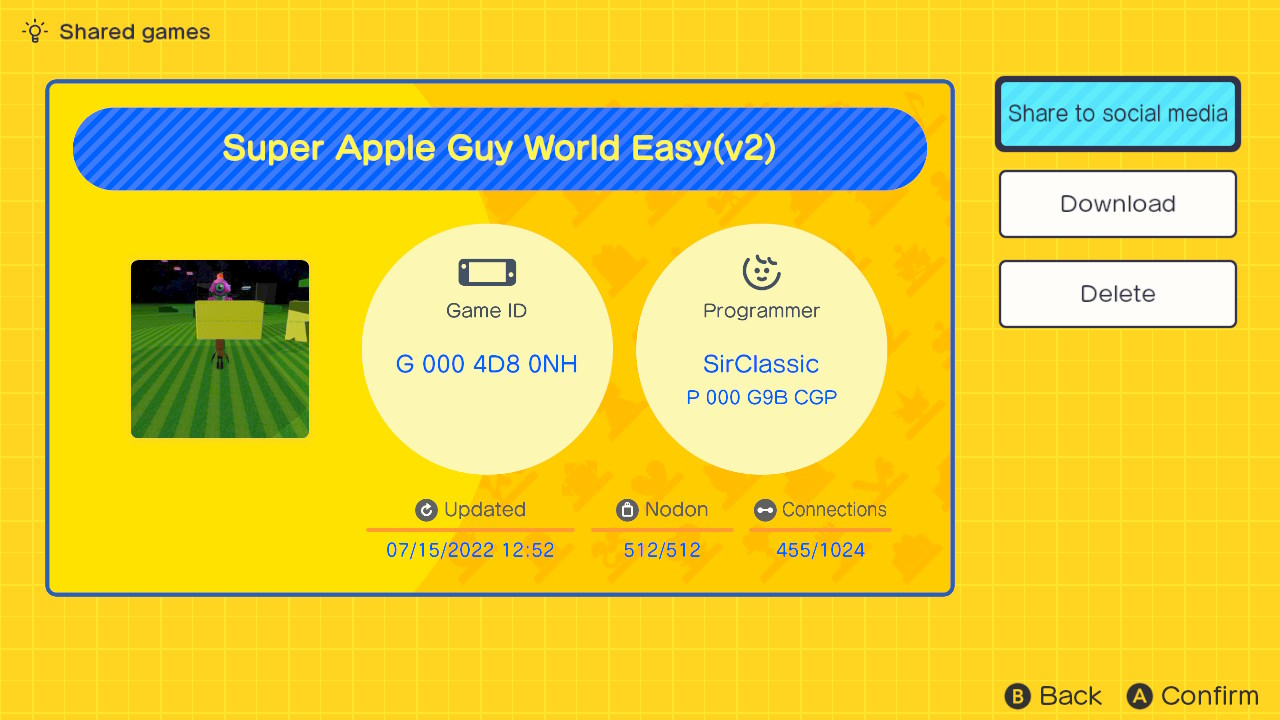 Shared games
Super Apple Guy World Easy(v2)
Share to social media
Download
Delete
Game ID
G 000 4D8 0NH
Programmer
SirClassic
P 000 G9B CGP
Updated
07/15/2022 12:52
Nodon
512/512
Connections
455/1024
B Back
A Confirm